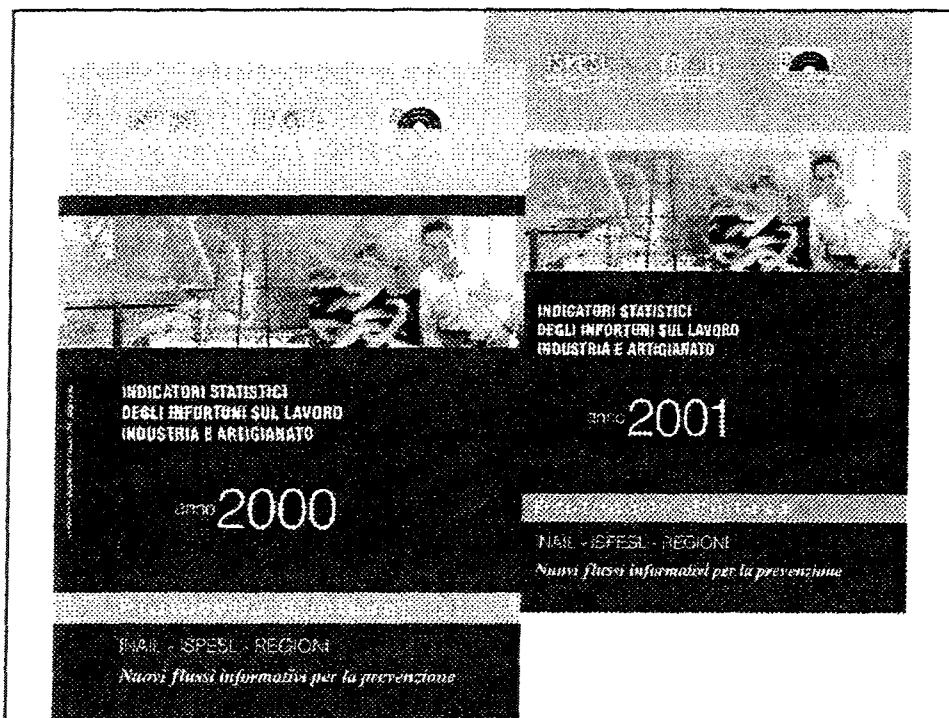 INDICATORI STATISTICI
DEGLI INFORTUNI SUL LAVORO
INDUSTRIA E ARTIGIANATO
anno 2000
INAIL - ISPESL - REGIONI
Nuovi flussi informativi per la prevenzione
ISPESL INAIL
INDICATORI STATISTICI
DEGLI INFORTUNI SUL LAVORO
INDUSTRIA E ARTIGIANATO
anno 2001
INAIL - ISPESL - REGIONI
Nuovi flussi informativi per la prevenzione